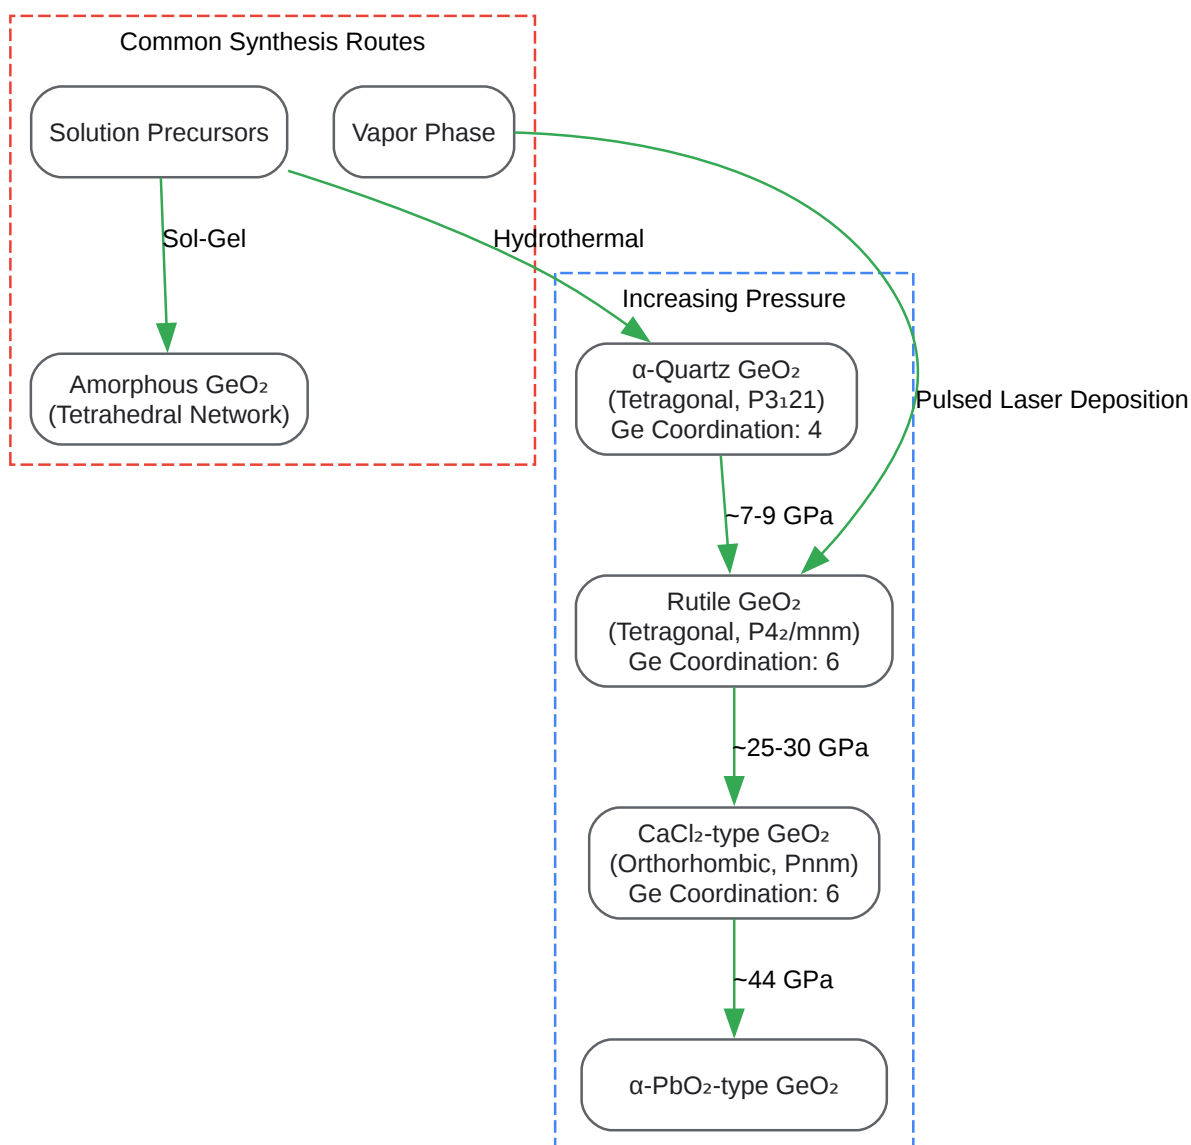 Common Synthesis Routes
Solution Precursors
Vapor Phase
Sol-Gel
Hydrothermal
Increasing Pressure
Amorphous GeO₂
(Tetrahedral Network)
α-Quartz GeO₂
(Tetragonal, P3₁21)
Ge Coordination: 4
Pulsed Laser Deposition
~7-9 GPa
Rutile GeO₂
(Tetragonal, P4₂/mnm)
Ge Coordination: 6
~25-30 GPa
CaCl₂-type GeO₂
(Orthorhombic, Pnnm)
Ge Coordination: 6
~44 GPa
α-PbO₂-type GeO₂